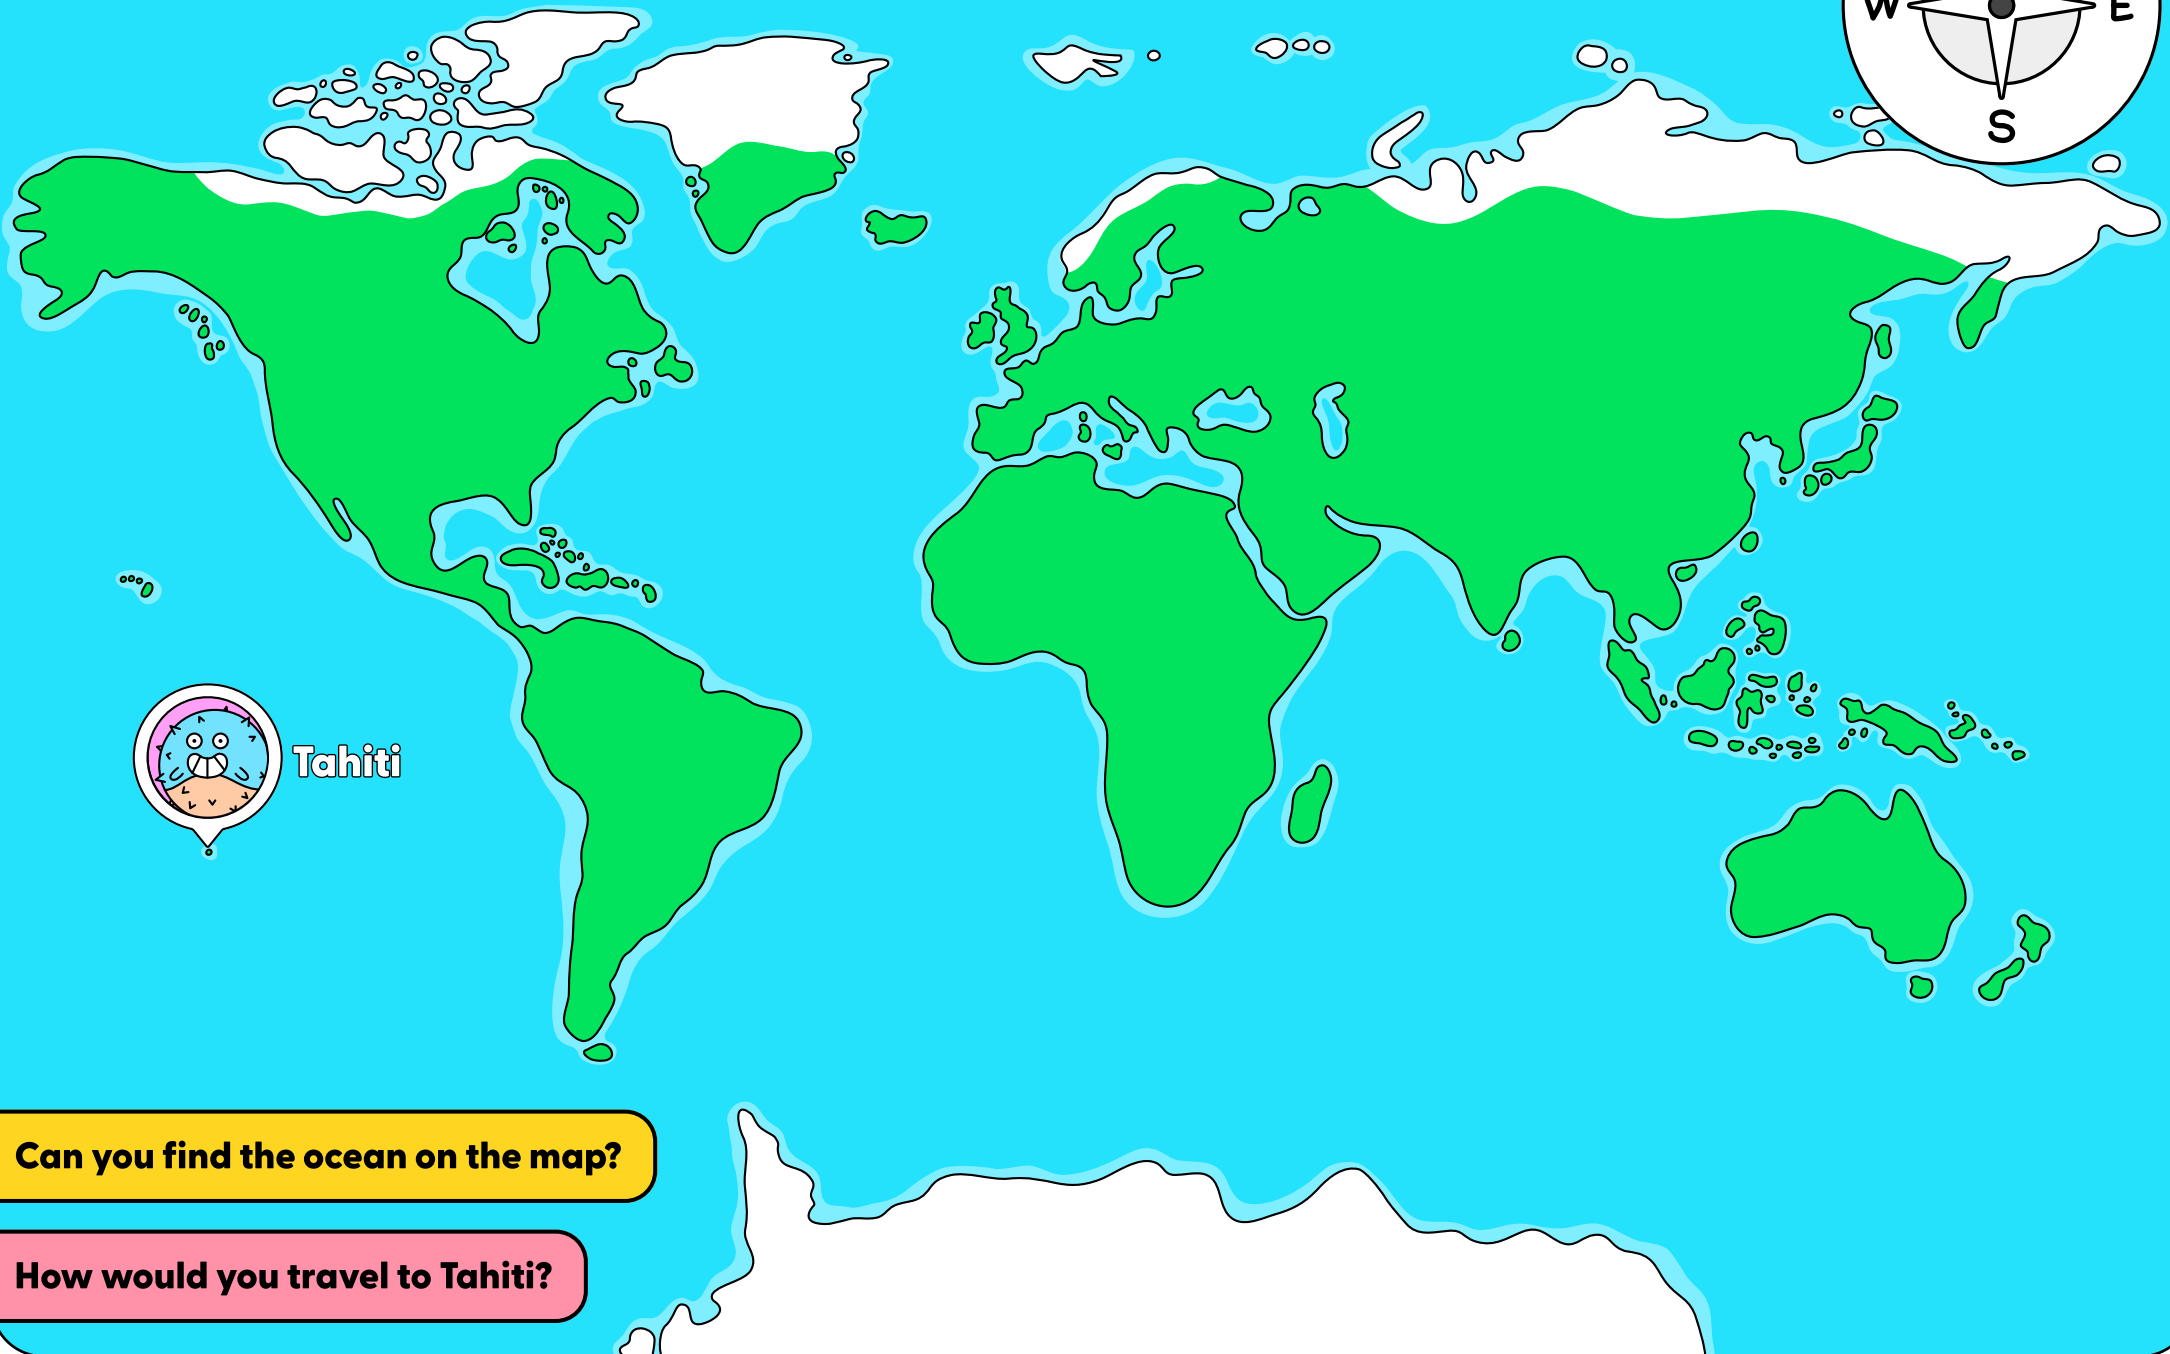 W E
S
Tahiti
Can you find the ocean on the map?
How would you travel to Tahiti?